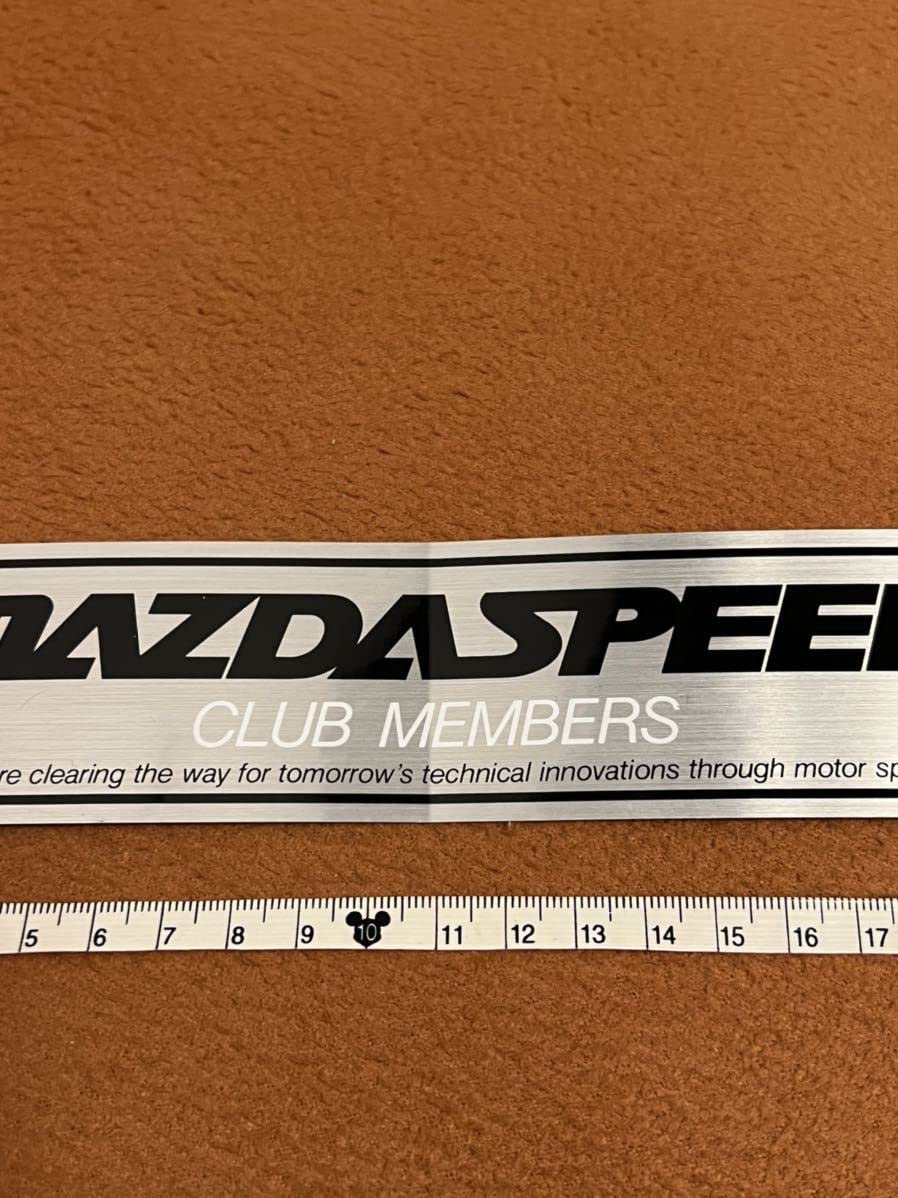 MAZDASPEED
CLUB MEMBERS
re clearing the way for tomorrow's technical innovations through motor sp
5 6 7 8 9 10 11 12 13 14 15 16 17